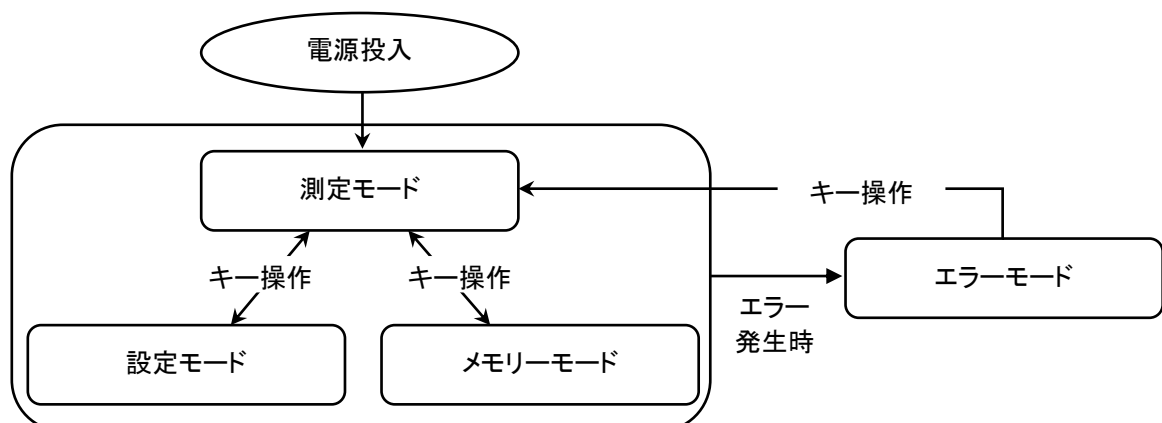 電源投入
測定モード
キー操作
キー操作
キー操作
エラーモード
エラー
発生時
設定モード
メモリーモード